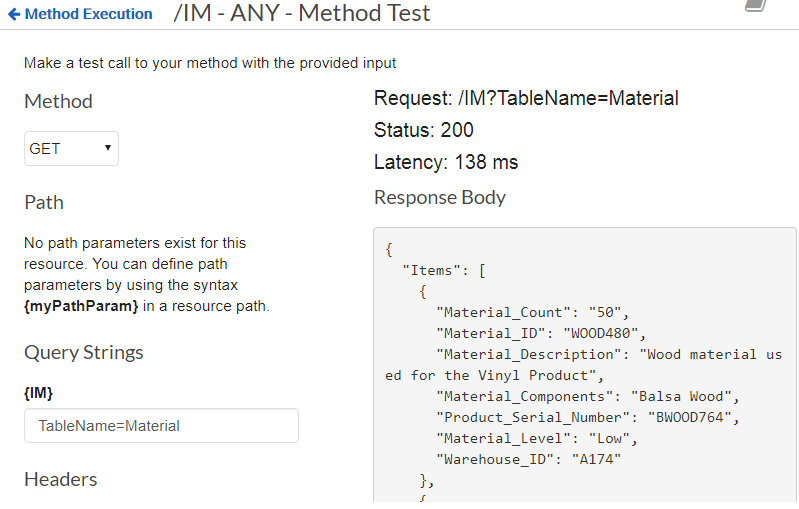 Method Execution /IM - ANY - Method Test
Make a test call to your method with the provided input
Method
GET
Path
No path parameters exist for this
resource. You can define path
parameters by using the syntax
{myPathParam} in a resource path.
Query Strings
{IM}
TableName=Material
Headers
Request: /IM?TableName=Material
Status: 200
Latency: 138 ms
Response Body
{
"Items": [
{
"Material_Count": "50",
"Material_ID": "WOOD480",
"Material_Description": "Wood material us
ed for the Vinyl Product",
"Material_Components": "Balsa Wood",
"Product_Serial_Number": "BWOOD764",
"Material_Level": "Low",
"Warehouse_ID": "A174"
},
{